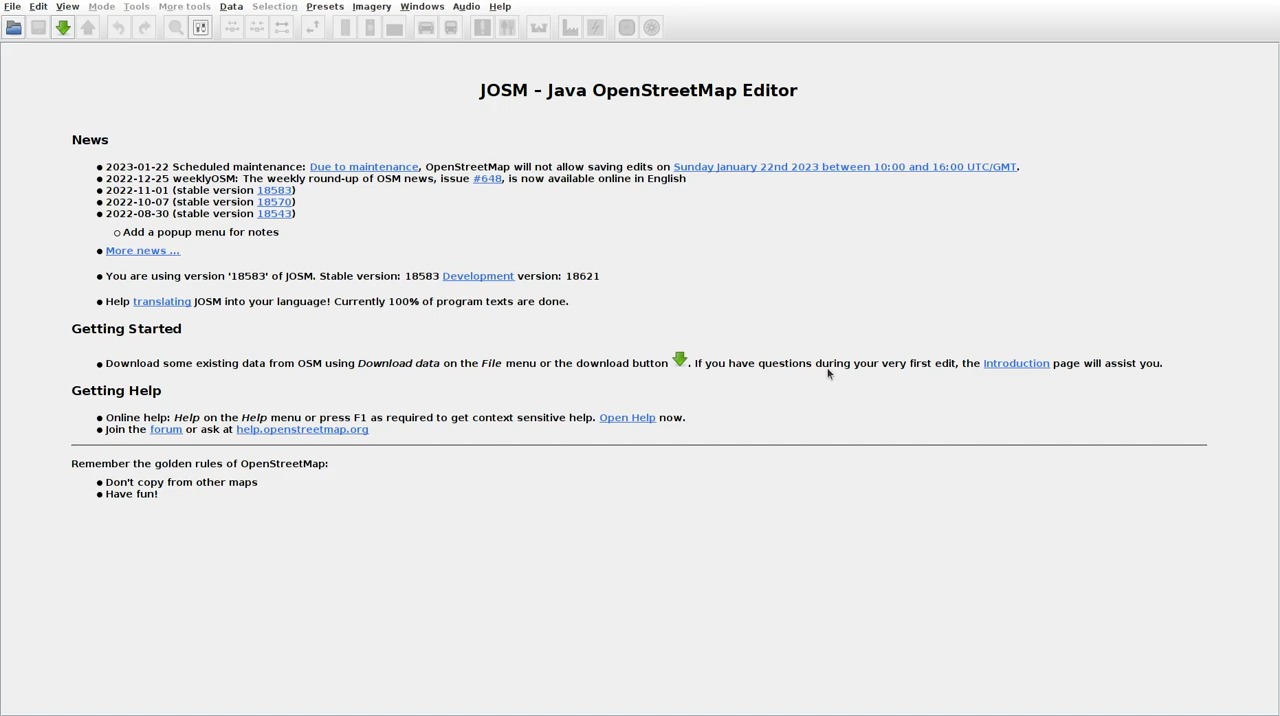 File Edit View Mode Tools More tools Data Selection Presets Imagery Windows Audio Help
JOSM – Java OpenStreetMap Editor
News
2023-01-22 Scheduled maintenance: Due to maintenance, OpenStreetMap will not allow saving edits on Sunday January 22nd 2023 between 10:00 and 16:00 UTC/GMT.
2022-12-25 weeklyOSM: The weekly round-up of OSM news, issue #648, is now available online in English
2022-11-01 (stable version 18583)
2022-10-07 (stable version 18570)
2022-08-30 (stable version 18543)
Add a popup menu for notes
More news ...
You are using version '18583' of JOSM. Stable version: 18583 Development version: 18621
Help translating JOSM into your language! Currently 100% of program texts are done.
Getting Started
Download some existing data from OSM using Download data on the File menu or the download button . If you have questions during your very first edit, the Introduction page will assist you.
Getting Help
Online help: Help on the Help menu or press F1 as required to get context sensitive help. Open Help now.
Join the forum or ask at help.openstreetmap.org
Remember the golden rules of OpenStreetMap:
Don't copy from other maps
Have fun!